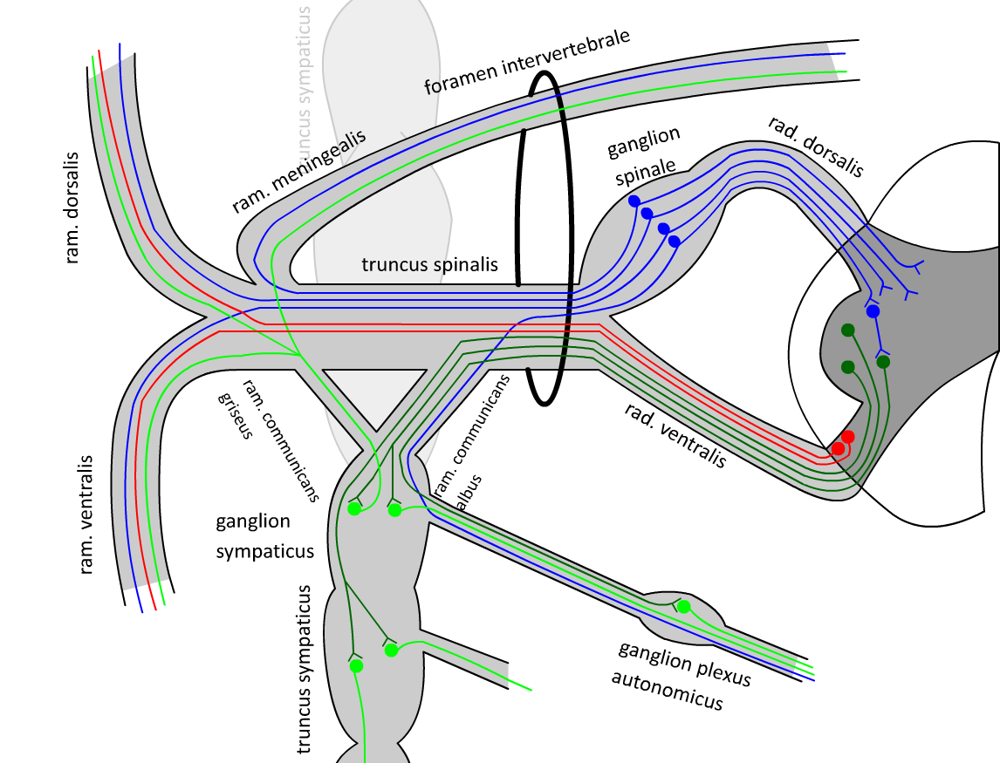 truncus sympaticus
foramen intervertebrale
ganglion
spinale
rad. dorsalis
ram. meningealis
ram. dorsalis
truncus spinalis
ram. communicans
griseus
ram. communicans
albus
rad. ventralis
ram. ventralis
ganglion
sympaticus
truncus sympaticus
ganglion plexus
autonomicus